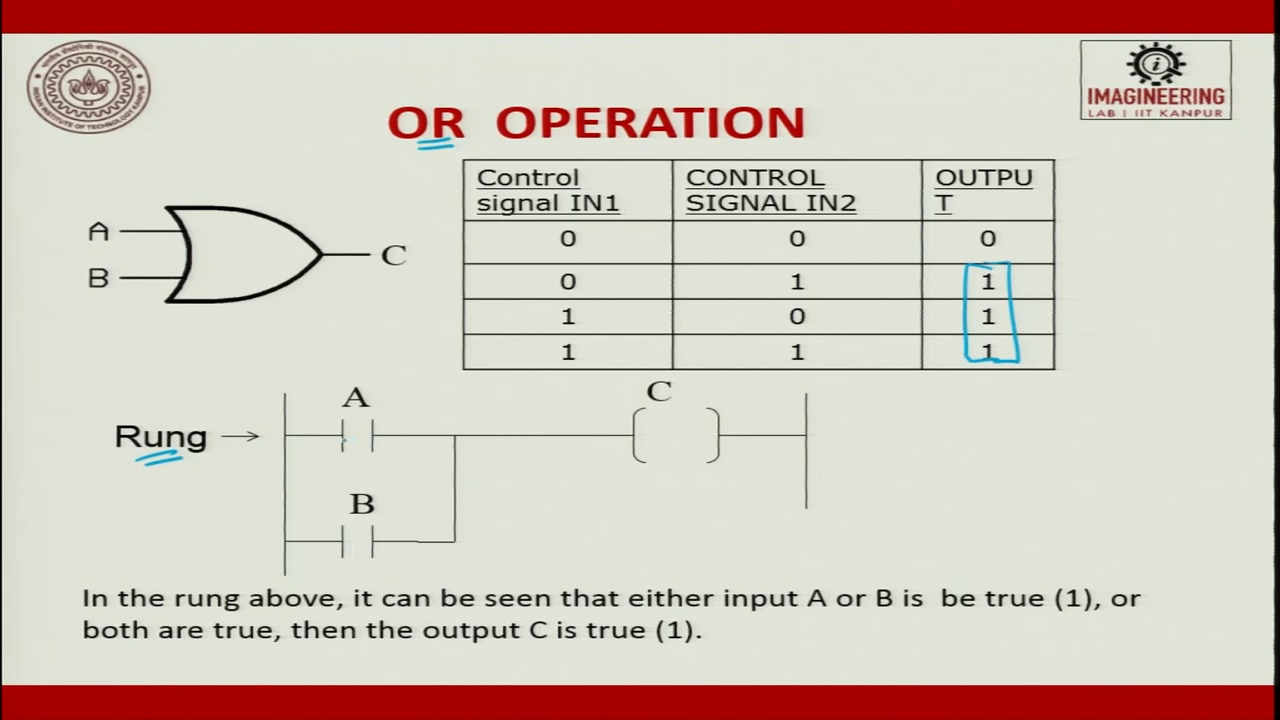 IMAGINEERING
LAB | IIT KANPUR
OR OPERATION
Control signal IN1 CONTROL SIGNAL IN2 OUTPUT
0 0 0
0 1 1
1 0 1
1 1 1
A
B
C
A
C
Rung →
B
In the rung above, it can be seen that either input A or B is be true (1), or
both are true, then the output C is true (1).